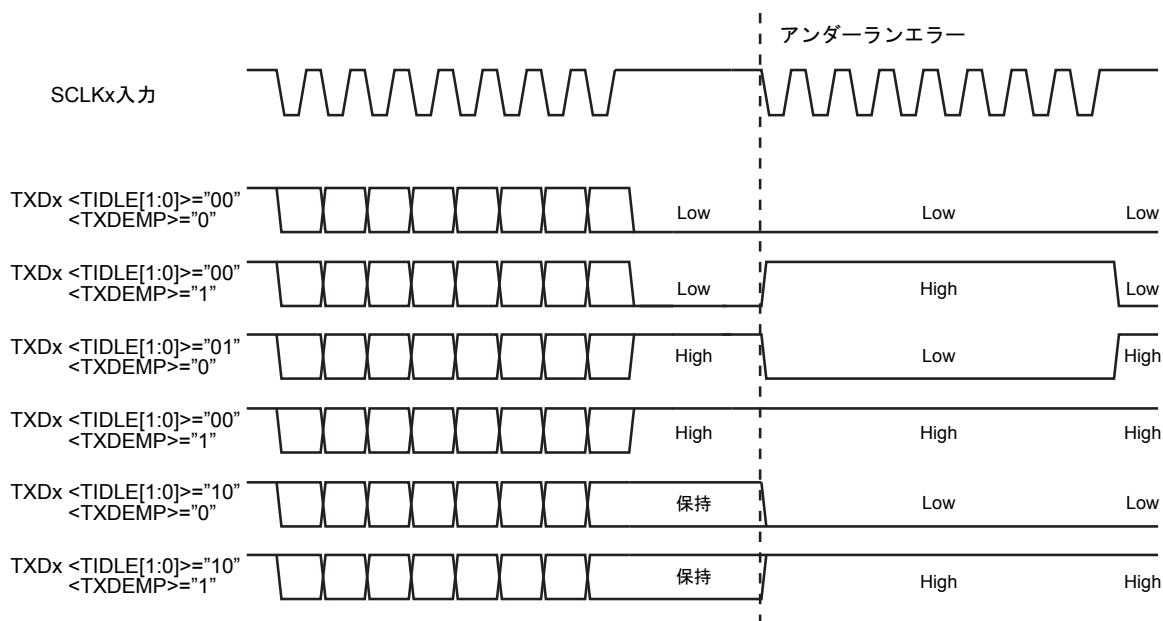 アンダーランエラー
SCLKx入力
TXDx <TIDLE[1:0]>=”00”
<TXDEMP>=”0”
Low
Low
Low
TXDx <TIDLE[1:0]>=”00”
<TXDEMP>=”1”
Low
High
Low
TXDx <TIDLE[1:0]>=”01”
<TXDEMP>=”0”
High
Low
High
TXDx <TIDLE[1:0]>=”00”
<TXDEMP>=”1”
High
High
High
TXDx <TIDLE[1:0]>=”10”
<TXDEMP>=”0”
保持
Low
Low
TXDx <TIDLE[1:0]>=”10”
<TXDEMP>=”1”
保持
High
High